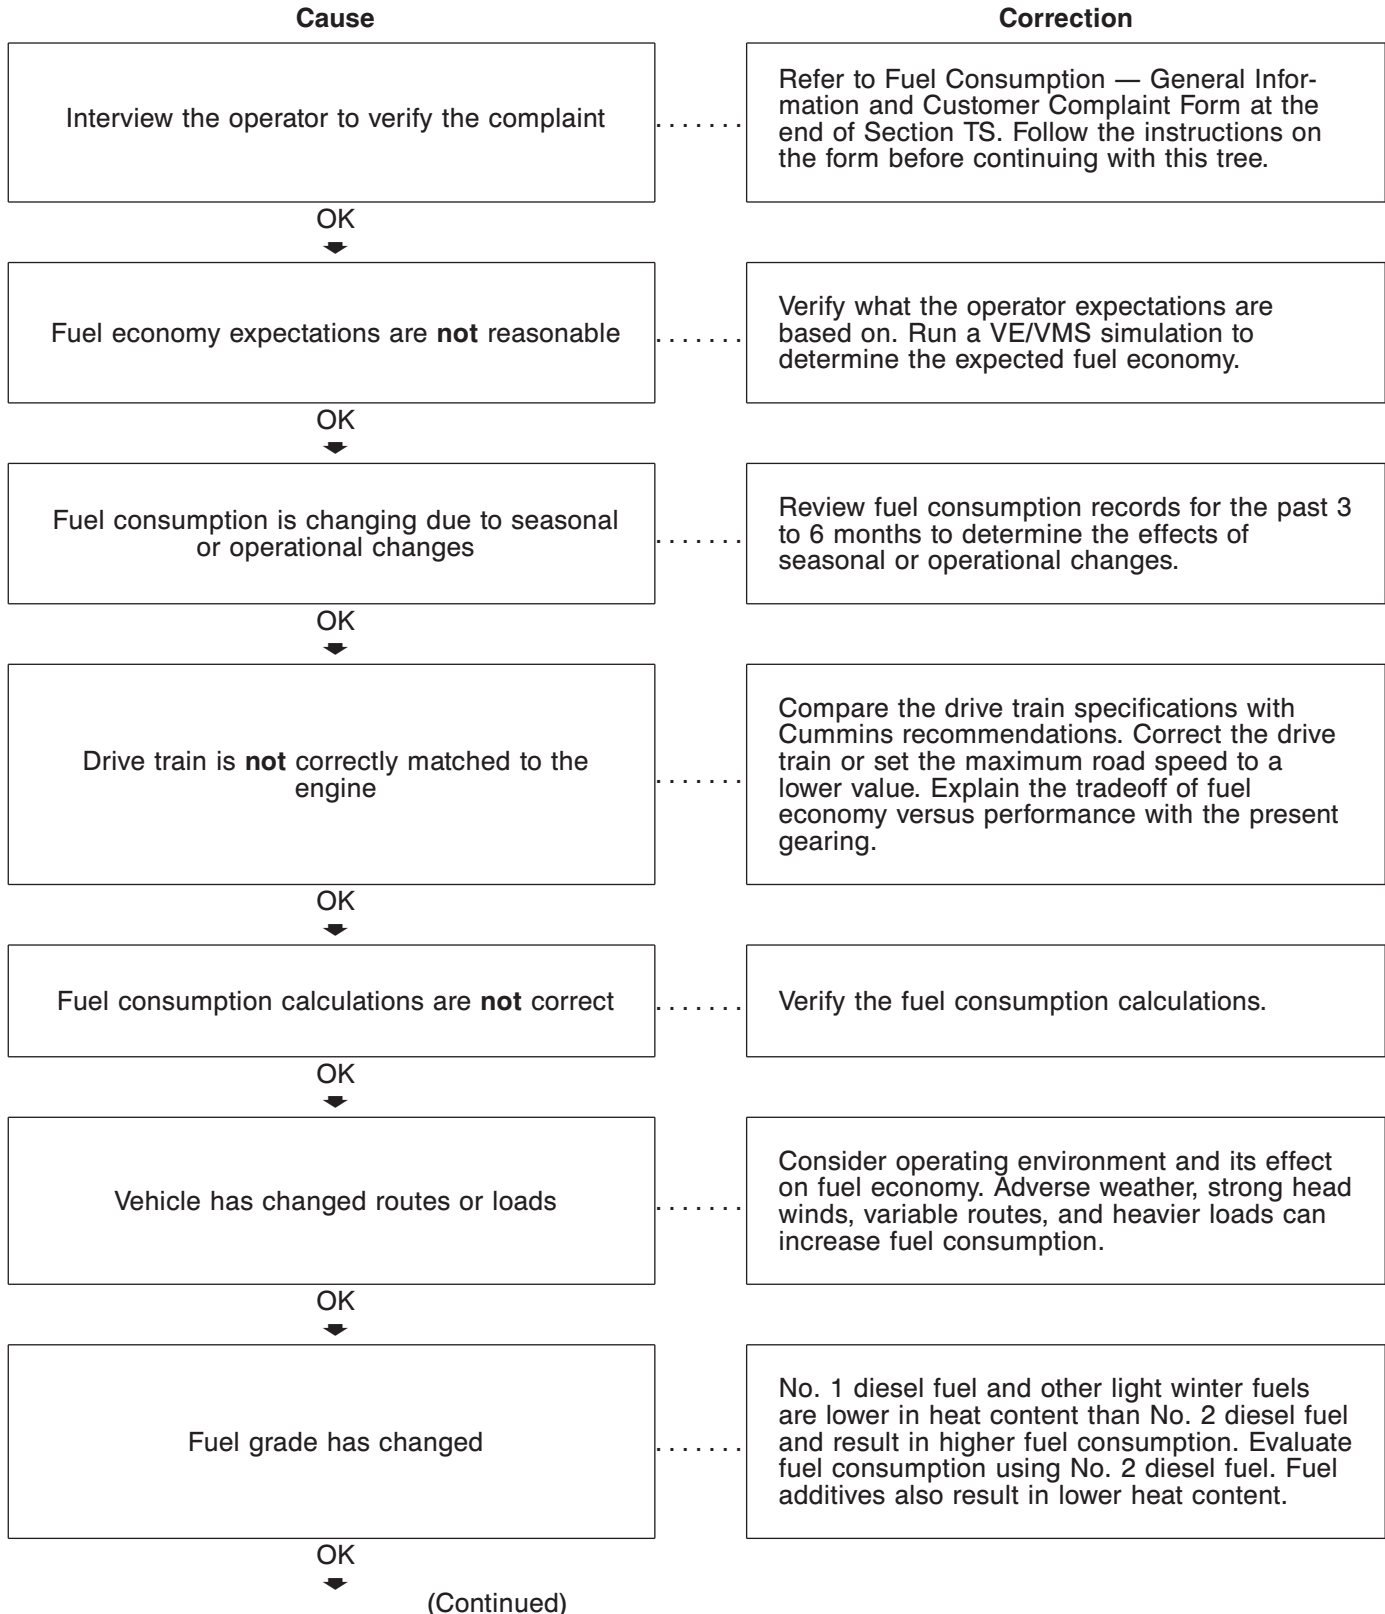 Cause
Correction
Interview the operator to verify the complaint
.......
Refer to Fuel Consumption — General Infor-
mation and Customer Complaint Form at the
end of Section TS. Follow the instructions on
the form before continuing with this tree.
OK
Fuel economy expectations are not reasonable
.......
Verify what the operator expectations are
based on. Run a VE/VMS simulation to
determine the expected fuel economy.
OK
Fuel consumption is changing due to seasonal
or operational changes
.......
Review fuel consumption records for the past 3
to 6 months to determine the effects of
seasonal or operational changes.
OK
Drive train is not correctly matched to the
engine
.......
Compare the drive train specifications with
Cummins recommendations. Correct the drive
train or set the maximum road speed to a
lower value. Explain the tradeoff of fuel
economy versus performance with the present
gearing.
OK
Fuel consumption calculations are not correct
.......
Verify the fuel consumption calculations.
OK
Vehicle has changed routes or loads
.......
Consider operating environment and its effect
on fuel economy. Adverse weather, strong head
winds, variable routes, and heavier loads can
increase fuel consumption.
OK
Fuel grade has changed
.......
No. 1 diesel fuel and other light winter fuels
are lower in heat content than No. 2 diesel fuel
and result in higher fuel consumption. Evaluate
fuel consumption using No. 2 diesel fuel. Fuel
additives also result in lower heat content.
OK
(Continued)